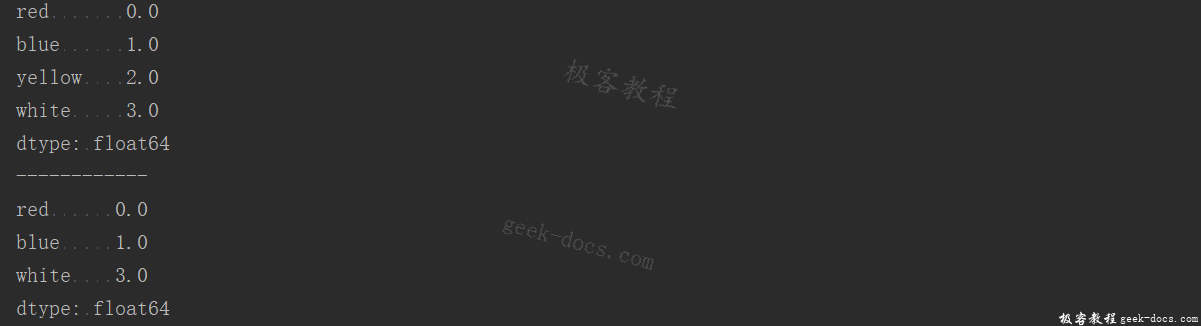 red.......0.0
blue......1.0
yellow....2.0
white.....3.0
dtype:.float64
------------
red......0.0
blue.....1.0
white....3.0
dtype:.float64
极客教程
geek-docs.com
极客教程 geek-docs.com